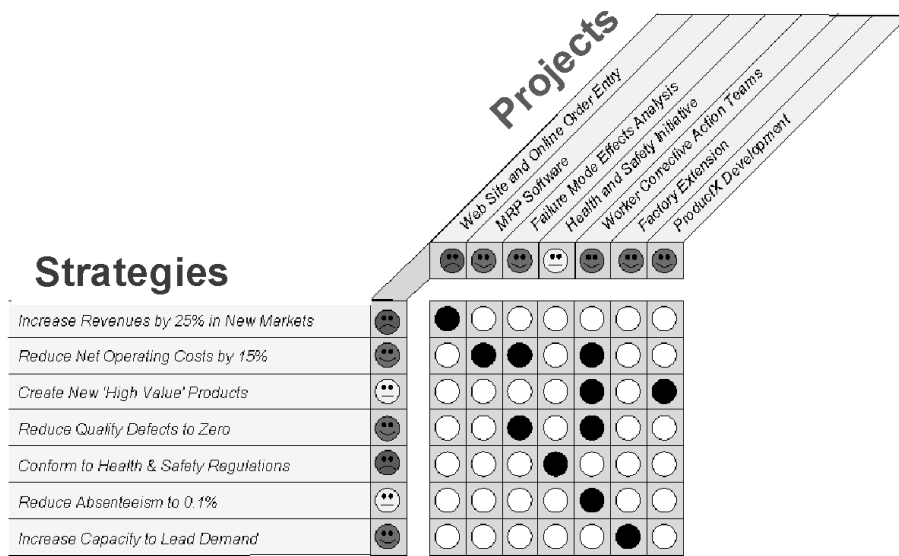 Projects
Web Site and Online Order Entry
MRP Software
Failure Mode Effects Analysis
Health and Safety Initiative
Worker Corrective Action Teams
Factory Extension
ProductX Development
Strategies
Increase Revenues by 25% in New Markets
Reduce Net Operating Costs by 15%
Create New 'High Value' Products
Reduce Quality Defects to Zero
Conform to Health & Safety Regulations
Reduce Absenteeism to 0.1%
Increase Capacity to Lead Demand